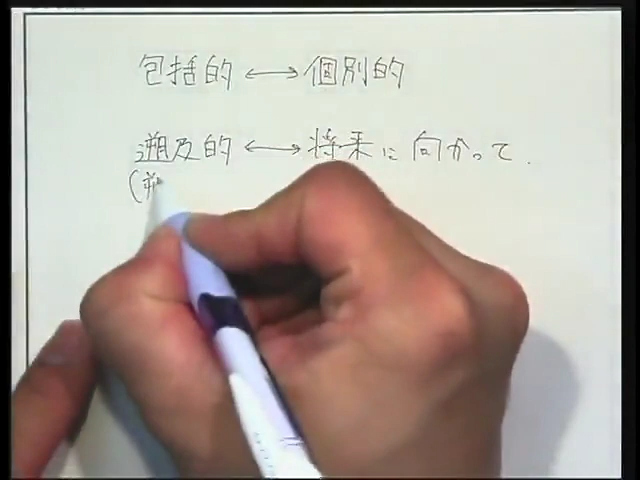 包括的 ←→ 個別的
遡及的 ←→ 将来に向かって.